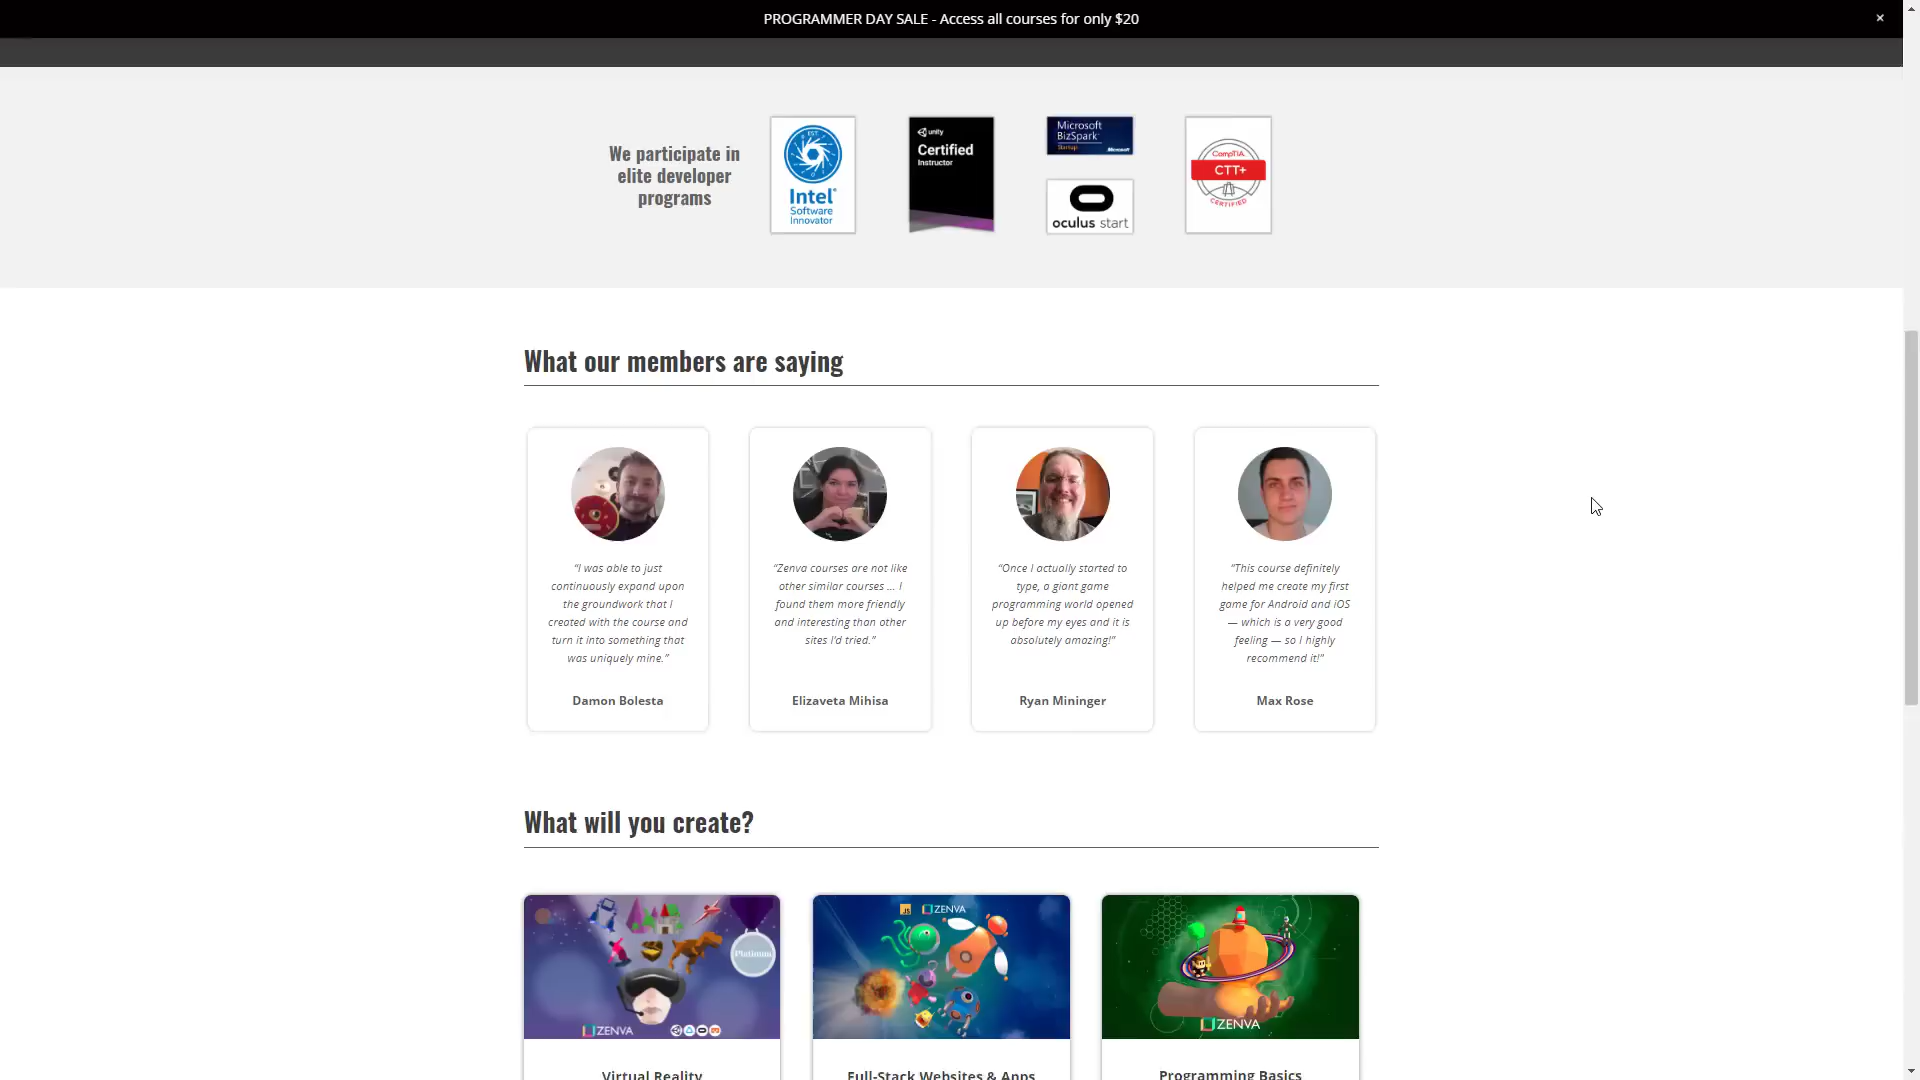 PROGRAMMER DAY SALE - Access all courses for only $20
×
We participate in
elite developer
programs
Intel®
Software
Innovator
unity
Certified
Instructor
Microsoft
BizSpark
Startup
Microsoft
oculus start
CompTIA
CTT+
CERTIFIED
What our members are saying
“I was able to just
continuously expand upon
the groundwork that I
created with the course and
turn it into something that
was uniquely mine.”
Damon Bolesta
“Zenva courses are not like
other similar courses ... I
found them more friendly
and interesting than other
sites I'd tried.”
Elizaveta Mihisa
“Once I actually started to
type, a giant game
programming world opened
up before my eyes and it is
absolutely amazing!”
Ryan Mininger
“This course definitely
helped me create my first
game for Android and iOS
— which is a very good
feeling — so I highly
recommend it!”
Max Rose
What will you create?
Platinum
ZENVA
Virtual Reality
JS
ZENVA
Full-Stack Websites & Apps
ZENVA
Programming Basics